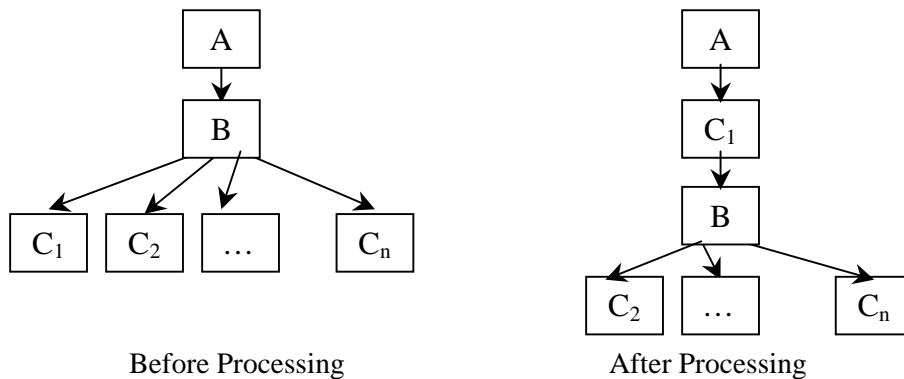 A
B
C₁ C₂ … Cₙ
Before Processing
A
C₁
B
C₂ … Cₙ
After Processing